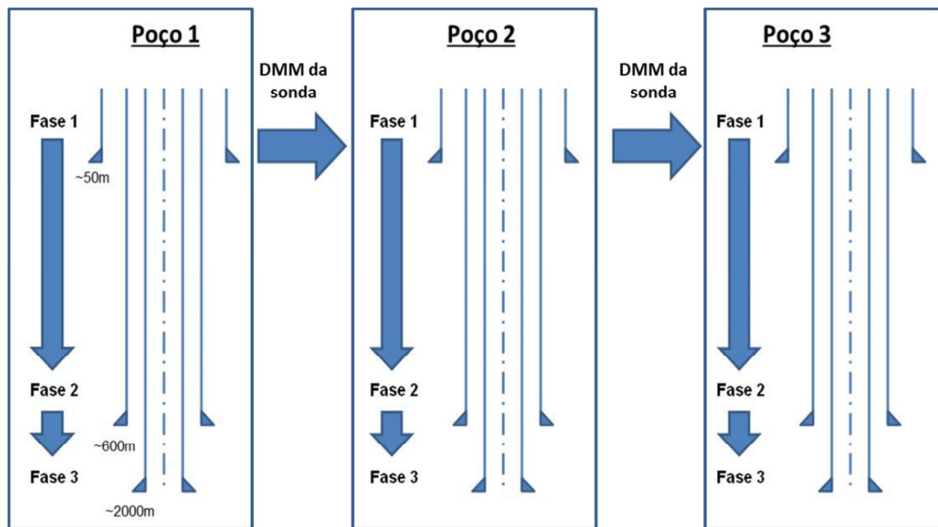 Poço 1
Fase 1
~50m
Fase 2
~600m
Fase 3
~2000m
DMM da
sonda
Poço 2
Fase 1
Fase 2
Fase 3
DMM da
sonda
Poço 3
Fase 1
Fase 2
Fase 3